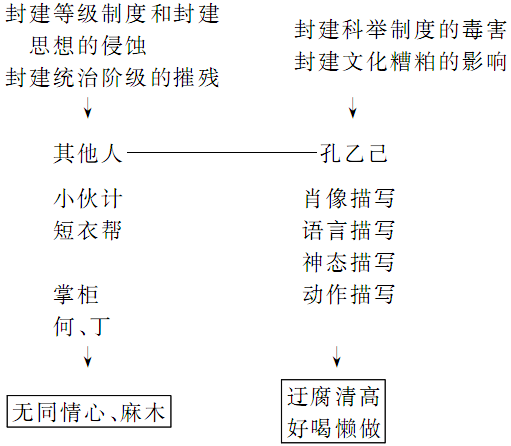 封建等级制度和封建
思想的侵蚀
封建统治阶级的摧残
封建科举制度的毒害
封建文化糟粕的影响
其他人
孔乙己
小伙计
短衣帮
掌柜
何、丁
肖像描写
语言描写
神态描写
动作描写
无同情心、麻木
迂腐清高
好喝懒做